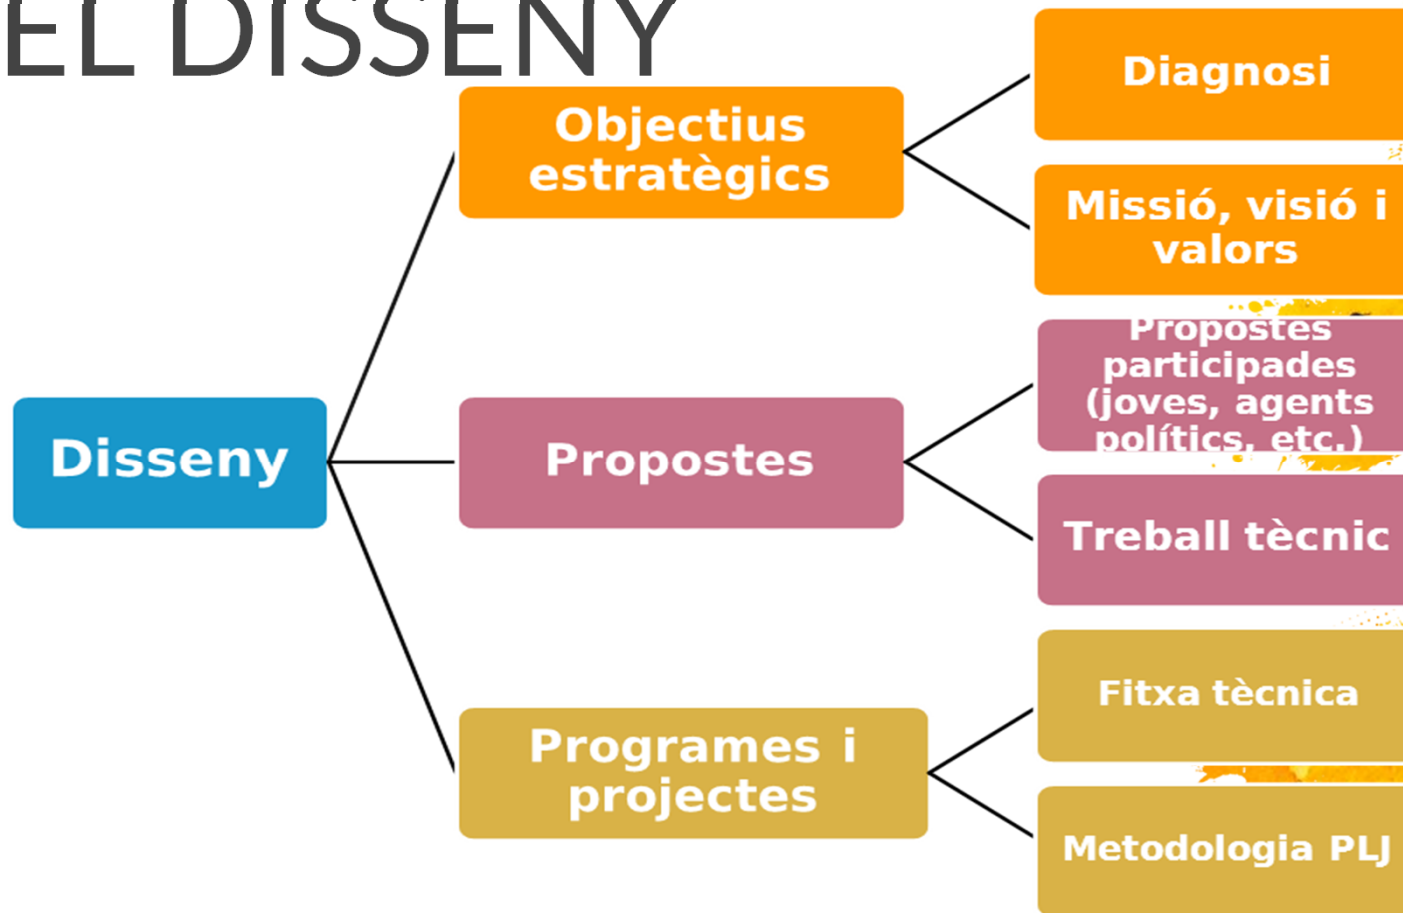 EL DISSENY
Diagnosi
Objectius
estratègics
Missió, visió i
valors
Propostes
participades
(joves, agents
polítics, etc.)
Disseny
Propostes
Treball tècnic
Fitxa tècnica
Programes i
projectes
Metodologia PLJ